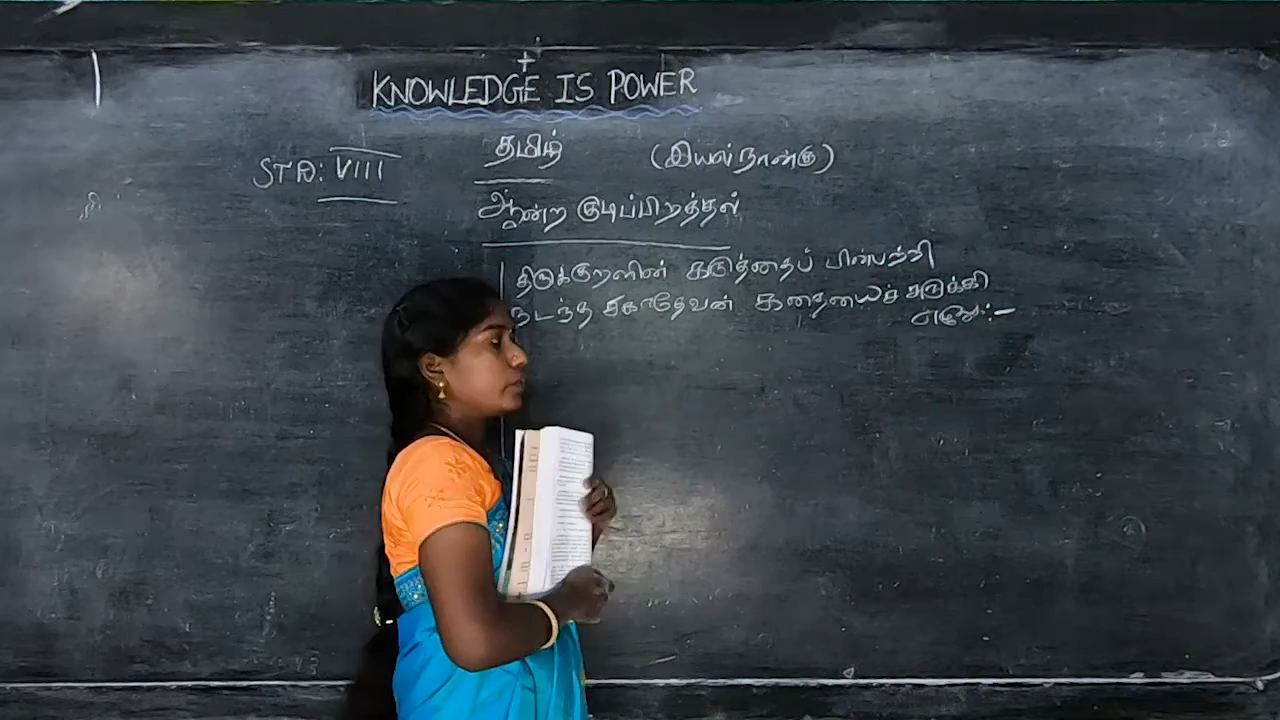 KNOWLEDGE IS POWER
STD: VIII தமிழ் (இயல் நான்கு)
ஆன்ற குடிப்பிறத்தல்
திருக்குறளின் கருத்தைப் பின்பற்றி
நடந்த சகாதேவன் கதையைச் சுருக்கி
எழுதுக:-